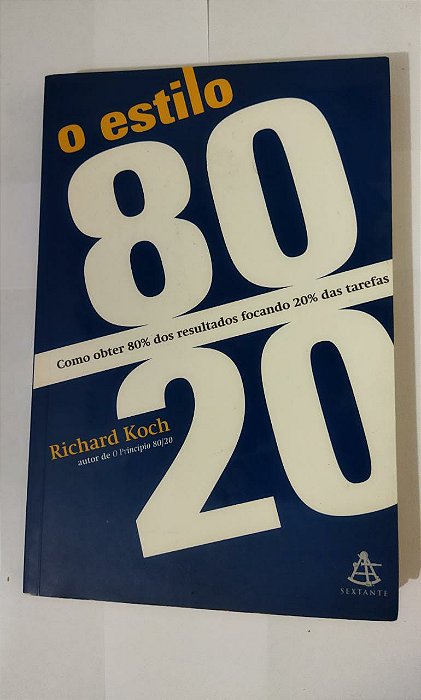 o estilo
80
Como obter 80% dos resultados focando 20% das tarefas
20
Richard Koch
autor de O Princípio 80/20
SEXTANTE